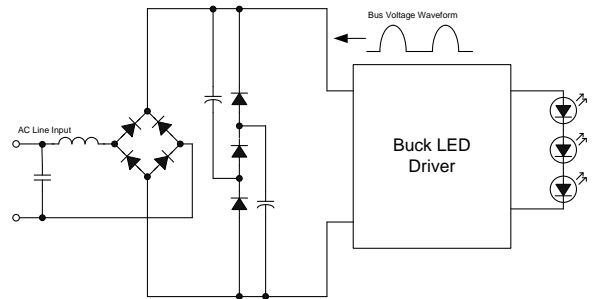 Bus Voltage Waveform
AC Line Input
Buck LED
Driver